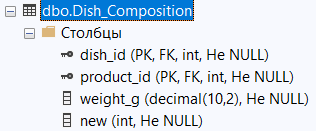 dbo.Dish_Composition
Столбцы
dish_id (PK, FK, int, Не NULL)
product_id (PK, FK, int, Не NULL)
weight_g (decimal(10,2), Не NULL)
new (int, Не NULL)